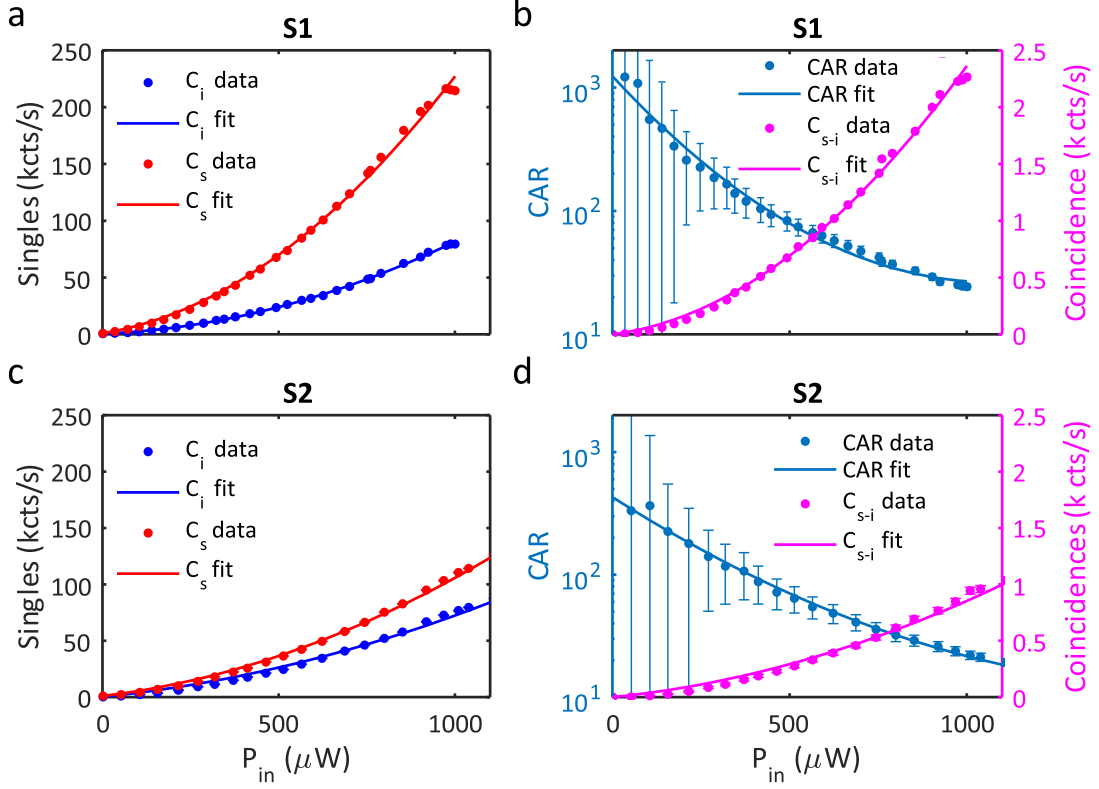 a
S1
Singles (kcts/s)
250
200
150
100
50
0
C_i data
C_i fit
C_s data
C_s fit
b
S1
CAR
10^3
10^2
10^1
CAR data
CAR fit
C_s-i data
C_s-i fit
2.5
2
1.5
1
0.5
0
Coincidence (k cts/s)
c
S2
Singles (kcts/s)
250
200
150
100
50
0
C_i data
C_i fit
C_s data
C_s fit
0 500 1000
P_in (μW)
d
S2
CAR
10^3
10^2
10^1
CAR data
CAR fit
C_s-i data
C_s-i fit
2.5
2
1.5
1
0.5
0
Coincidences (k cts/s)
0 500 1000
P_in (μW)